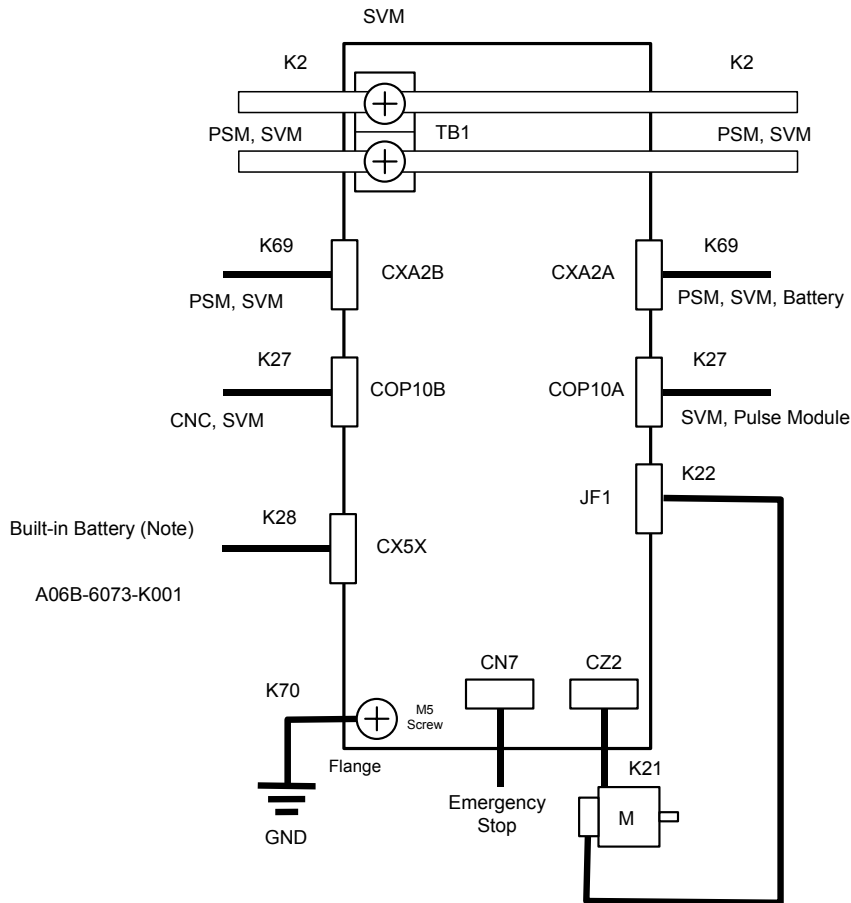 SVM
K2
K2
PSM, SVM
TB1
PSM, SVM
K69
K69
CXA2B
CXA2A
PSM, SVM
PSM, SVM, Battery
K27
K27
COP10B
COP10A
CNC, SVM
SVM, Pulse Module
K22
JF1
Built-in Battery (Note)
K28
CX5X
A06B-6073-K001
CN7
CZ2
K70
M5
Screw
Flange
K21
Emergency
Stop
M
GND